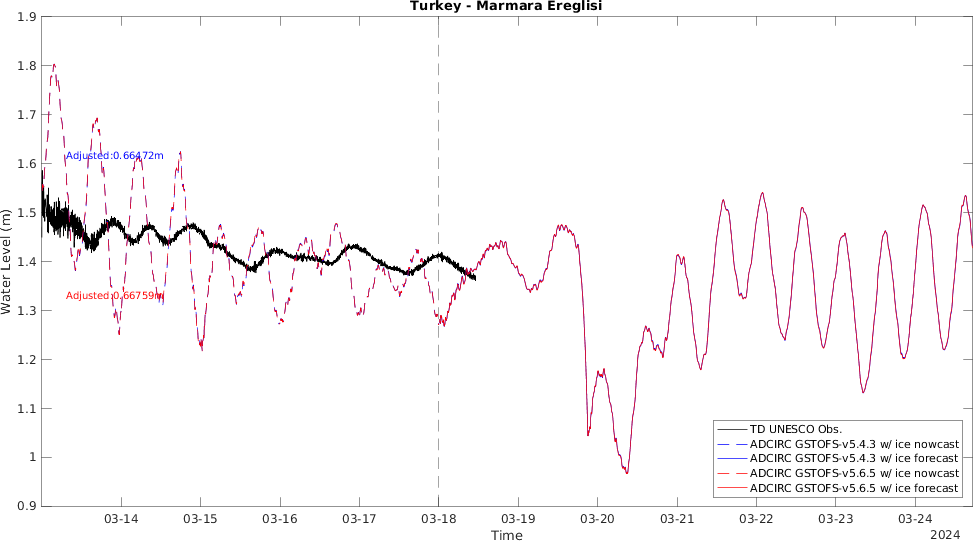 Turkey - Marmara Ereglisi
1.9
1.8
1.7
1.6
1.5
1.4
1.3
1.2
1.1
1
0.9
Water Level (m)
Adjusted:0.66472m
Adjusted:0.66759m
TD UNESCO Obs.
ADCIRC GSTOFS-v5.4.3 w/ ice nowcast
ADCIRC GSTOFS-v5.4.3 w/ ice forecast
ADCIRC GSTOFS-v5.6.5 w/ ice nowcast
ADCIRC GSTOFS-v5.6.5 w/ ice forecast
03-14 03-15 03-16 03-17 03-18 03-19 03-20 03-21 03-22 03-23 03-24
Time
2024